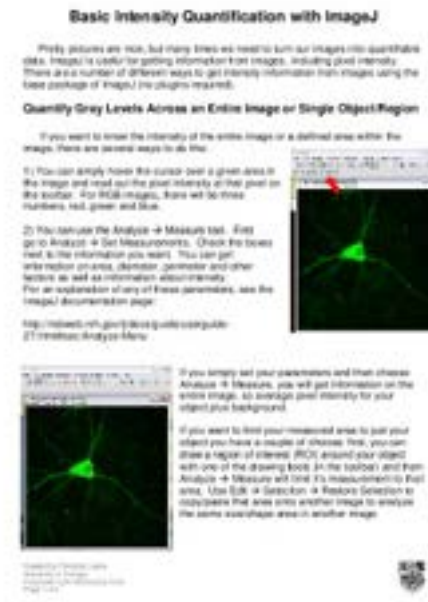 Basic Intensity Quantification with ImageJ
Pretty pictures are nice, but many times we need to turn our images into quantifiable
data. ImageJ is useful for getting information from images, including pixel intensity.
There are a number of different ways to get intensity information from images using the
base package of ImageJ (no plugins required).
Quantify Gray Levels Across an Entire Image or Single Object/Region
If you want to know the intensity of the entire image or a defined area within the
image, there are several ways to do this:
1) You can simply hover the cursor over a given area in
the image and read out the pixel intensity at that pixel on
the toolbar. For RGB images, there will be three
numbers, red, green and blue.
2) You can use the Analyze → Measure tool. First
go to Analyze → Set Measurements. Check the boxes
next to the information you want. You can get
information on area, diameter, perimeter and other
factors as well as information about intensity.
For an explanation of any of these parameters, see the
ImageJ documentation page:
If you simply set your parameters and then choose
Analyze → Measure, you will get information on the
entire image, so average pixel intensity for your
object plus background.
If you want to limit your measured area to just your
object you have a couple of choices: first, you can
draw a region of interest (ROI) around your object
with one of the drawing tools (in the toolbar) and then
Analyze → Measure will limit it's measurement to that
area. Use Edit → Selection → Restore Selection to
copy/paste that area onto another image to analyze
the same size/shape area in another image.